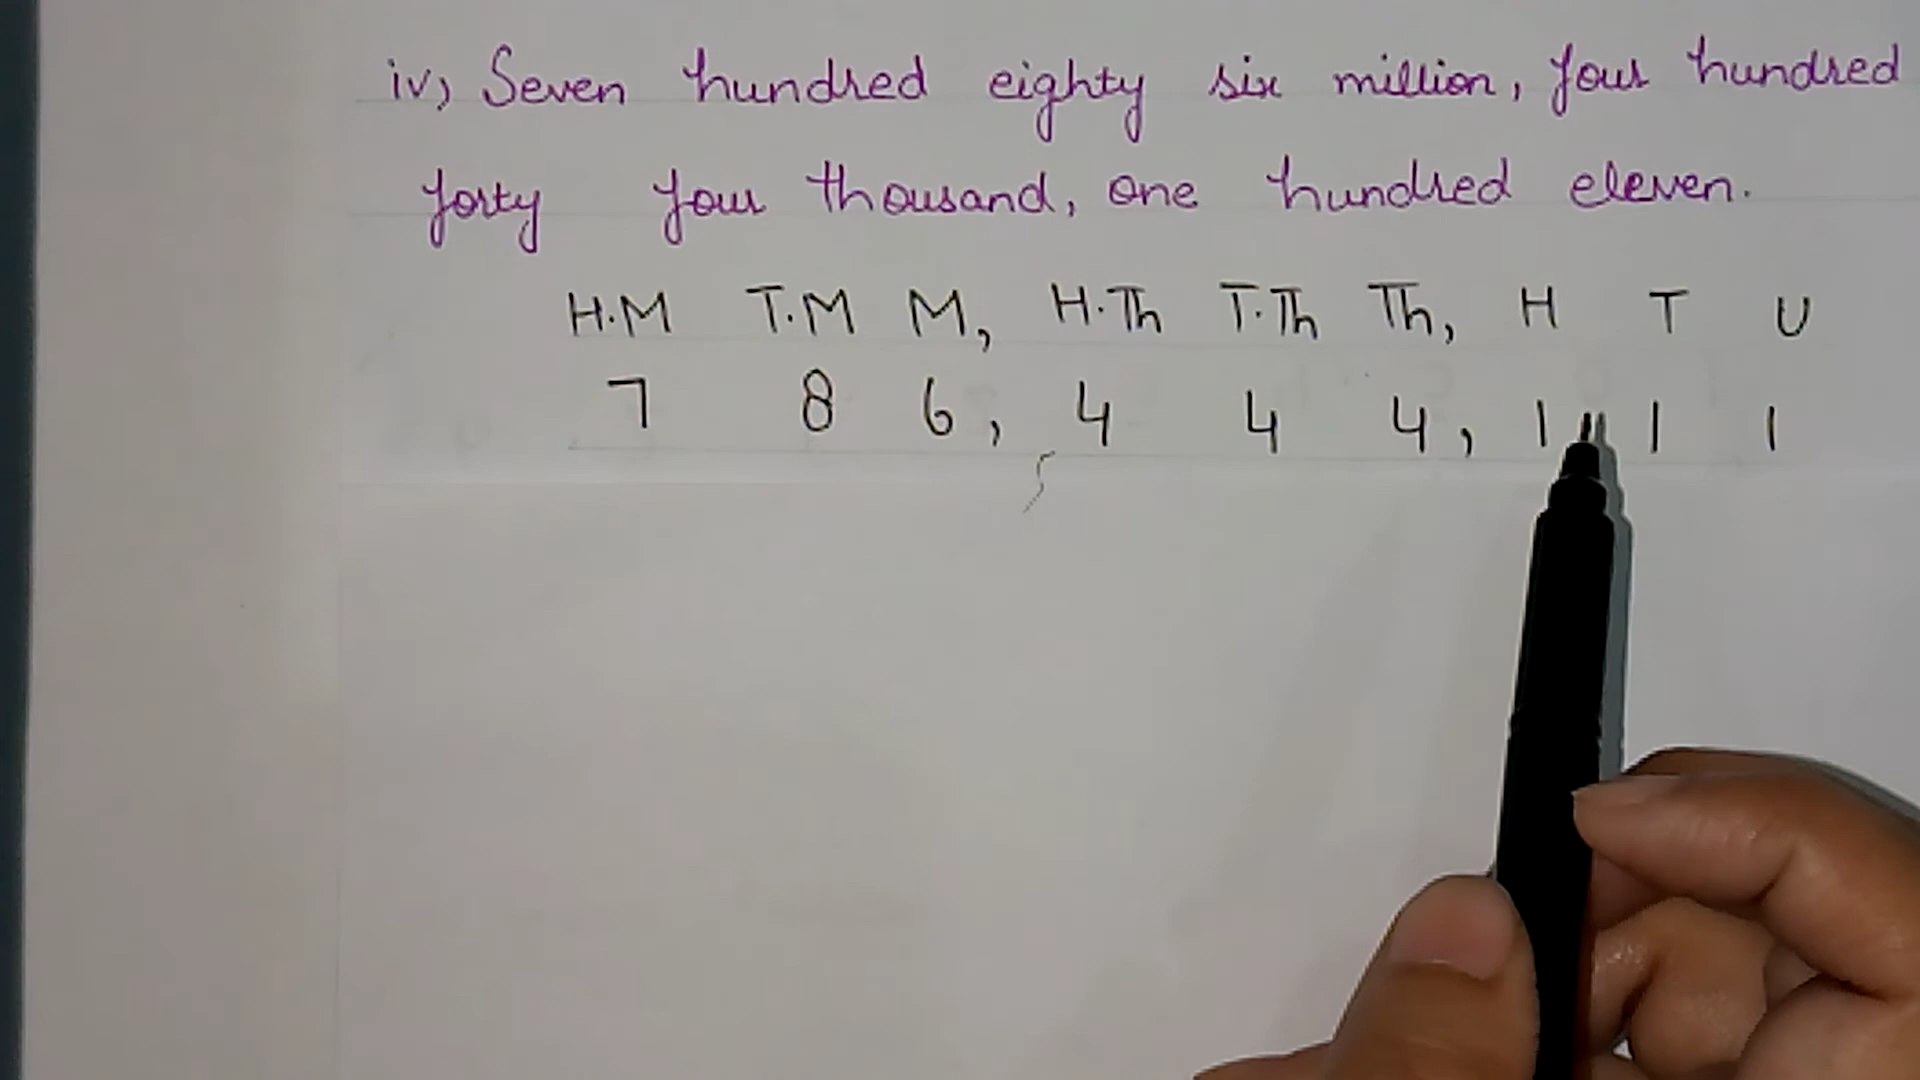 iv) Seven hundred eighty six million, four hundred
forty four thousand, one hundred eleven.
H.M T.M M, H.Th T.Th Th, H T U
7 8 6, 4 4 4, 1 1 1